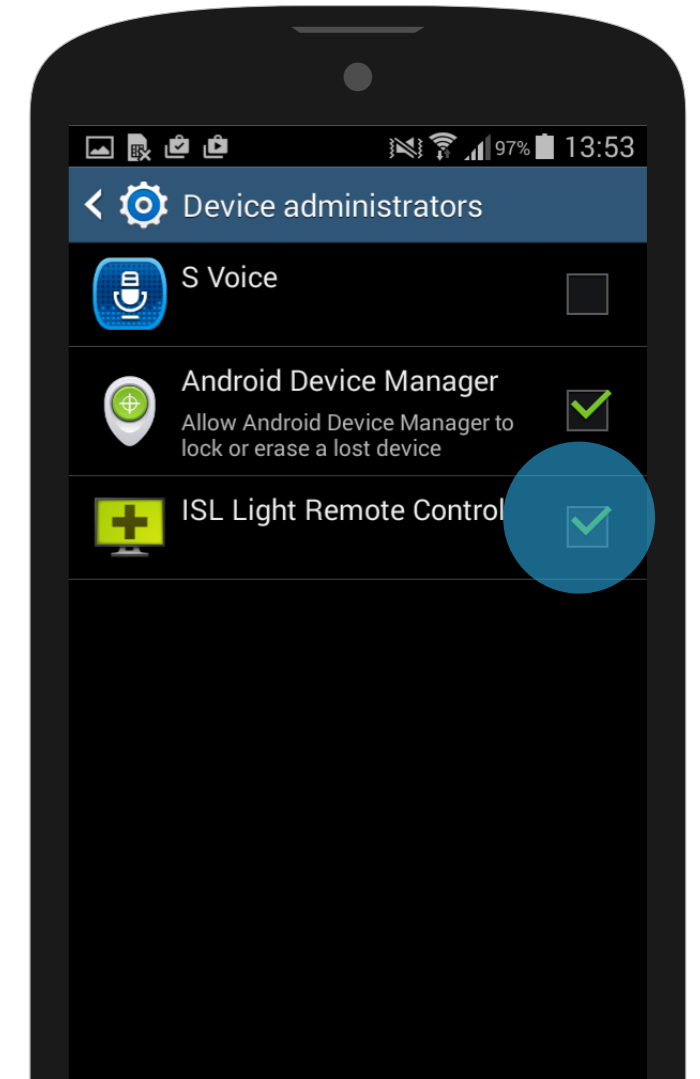 97% 13:53
Device administrators
S Voice
Android Device Manager
Allow Android Device Manager to
lock or erase a lost device
ISL Light Remote Control